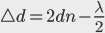 △d = 2dn − λ/2